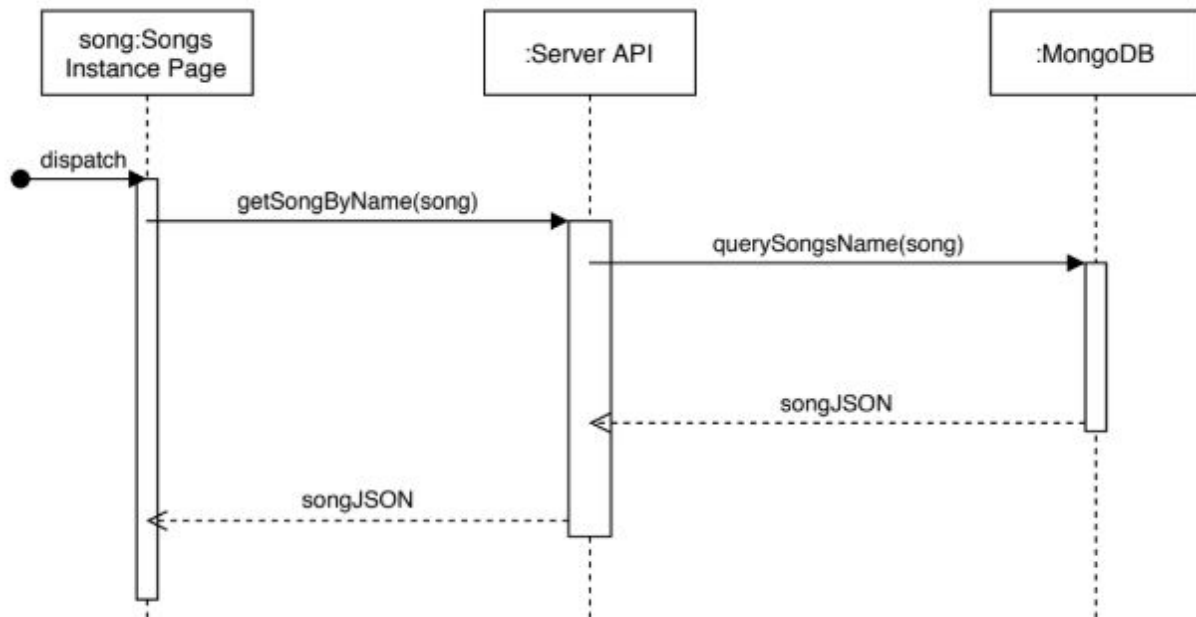 song:Songs
Instance Page
:Server API
:MongoDB
dispatch
getSongByName(song)
querySongsName(song)
songJSON
songJSON